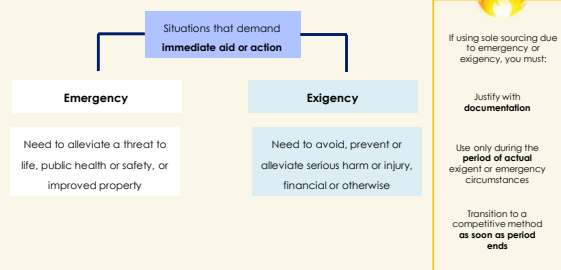 Situations that demand
immediate aid or action
Emergency
Exigency
Need to alleviate a threat to
life, public health or safety, or
improved property
Need to avoid, prevent or
alleviate serious harm or injury,
financial or otherwise
If using sole sourcing due
to emergency or
exigency, you must:
Justify with
documentation
Use only during the
period of actual
exigent or emergency
circumstances
Transition to a
competitive method
as soon as period
ends